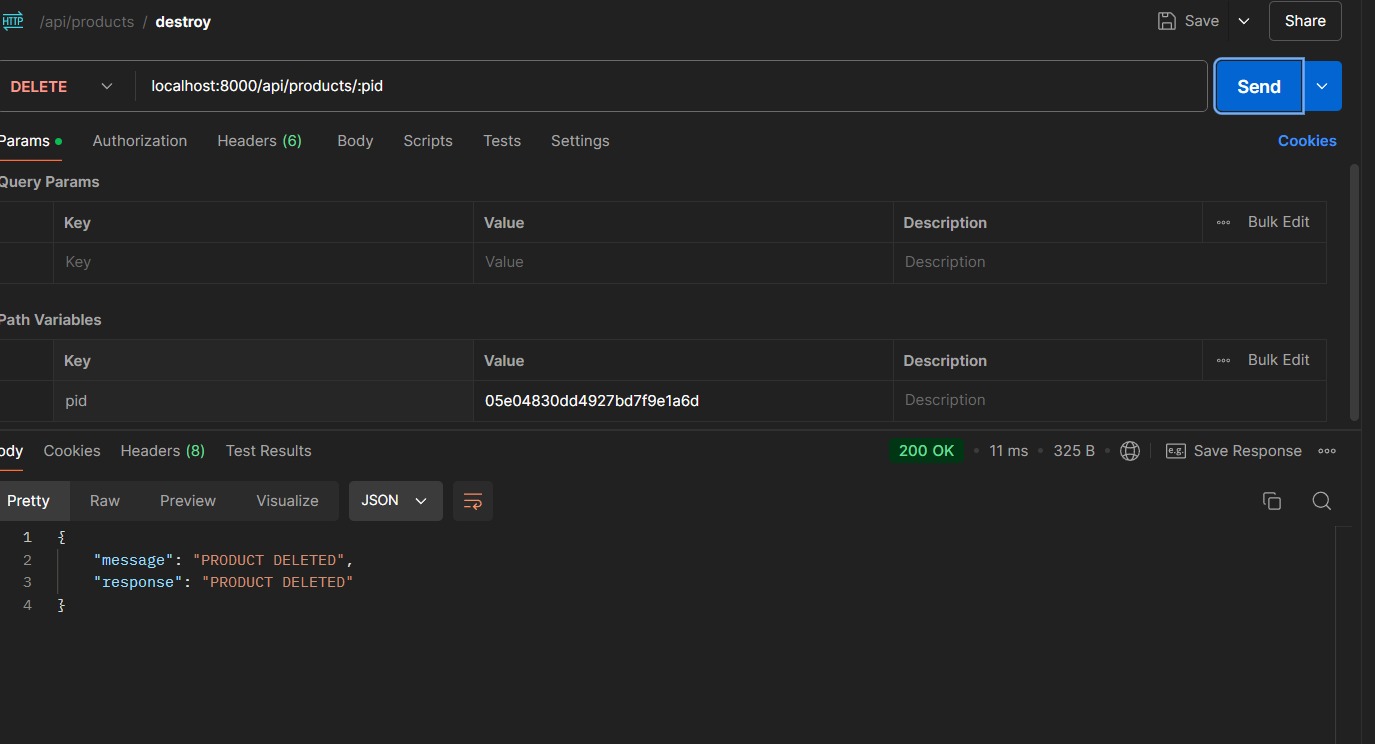 HTTP /api/products / destroy Save Share
DELETE localhost:8000/api/products/:pid Send
Params Authorization Headers (6) Body Scripts Tests Settings Cookies
Query Params
Key Value Description Bulk Edit
Key Value Description
Path Variables
Key Value Description Bulk Edit
pid 05e04830dd4927bd7f9e1a6d Description
ody Cookies Headers (8) Test Results 200 OK • 11 ms • 325 B • e.g. Save Response
Pretty Raw Preview Visualize JSON
1 {
2 "message": "PRODUCT DELETED",
3 "response": "PRODUCT DELETED"
4 }